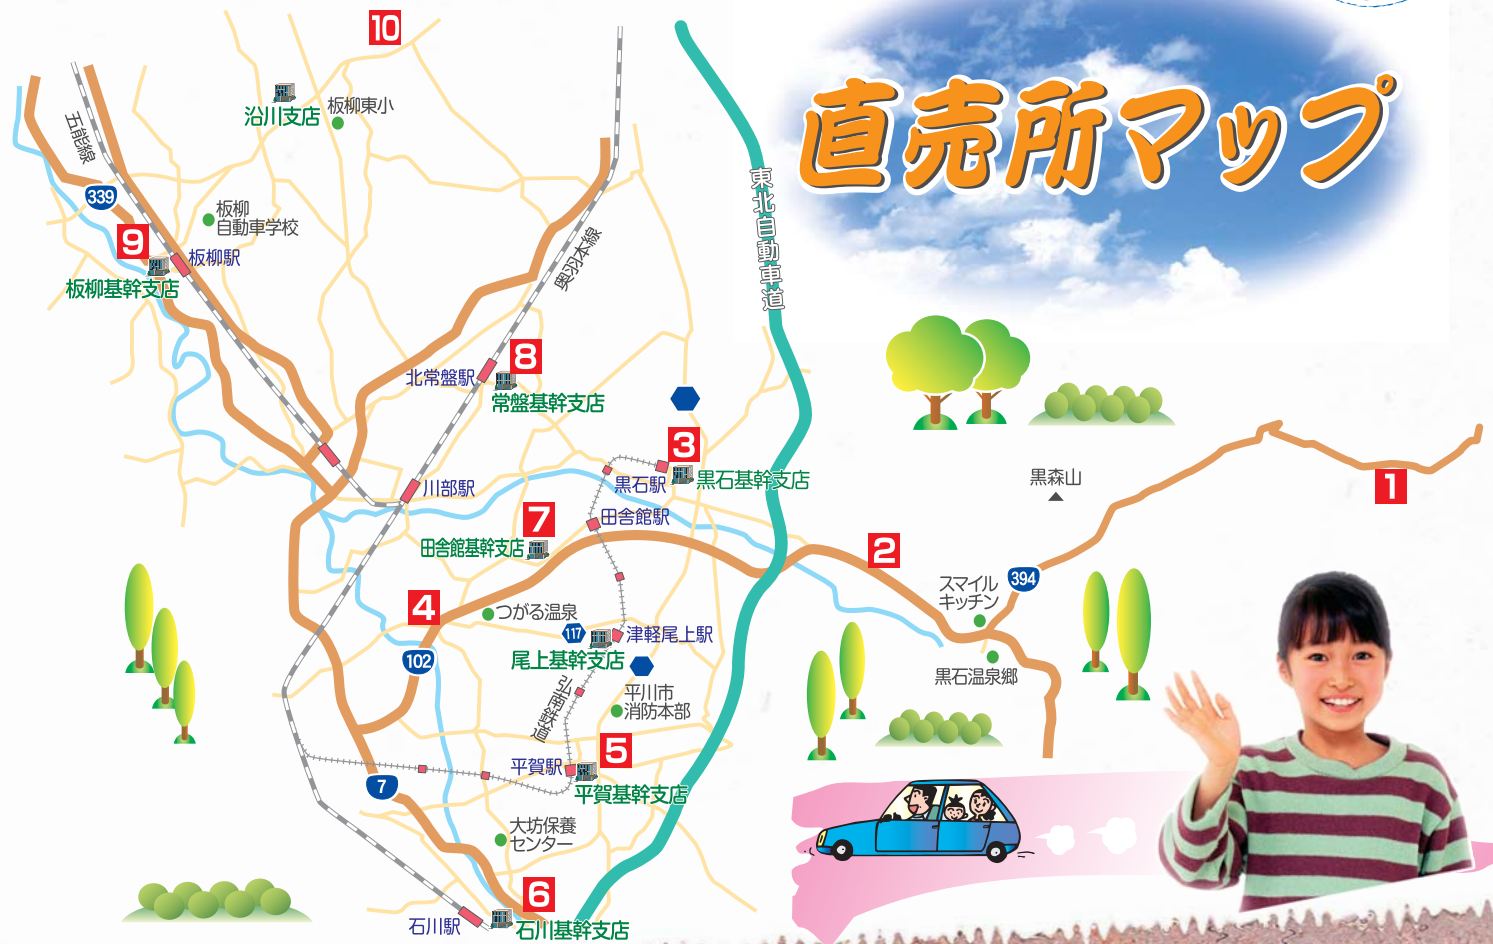 直売所マップ
10
浴川支店
板柳東小
五能線
339
板柳
自動車学校
9
板柳駅
板柳基幹支店
東北自動車道
奥羽本線
8
北常盤駅
常盤基幹支店
3
黒石駅
黒石基幹支店
川部駅
田舎館駅
7
田舎館基幹支店
黒森山
1
2
スマイル
キッチン
394
黒石温泉郷
4
つがる温泉
117
津軽尾上駅
尾上基幹支店
102
弘南鉄道
平川市
消防本部
5
平賀駅
平賀基幹支店
7
大坊保養
センター
6
石川駅
石川基幹支店